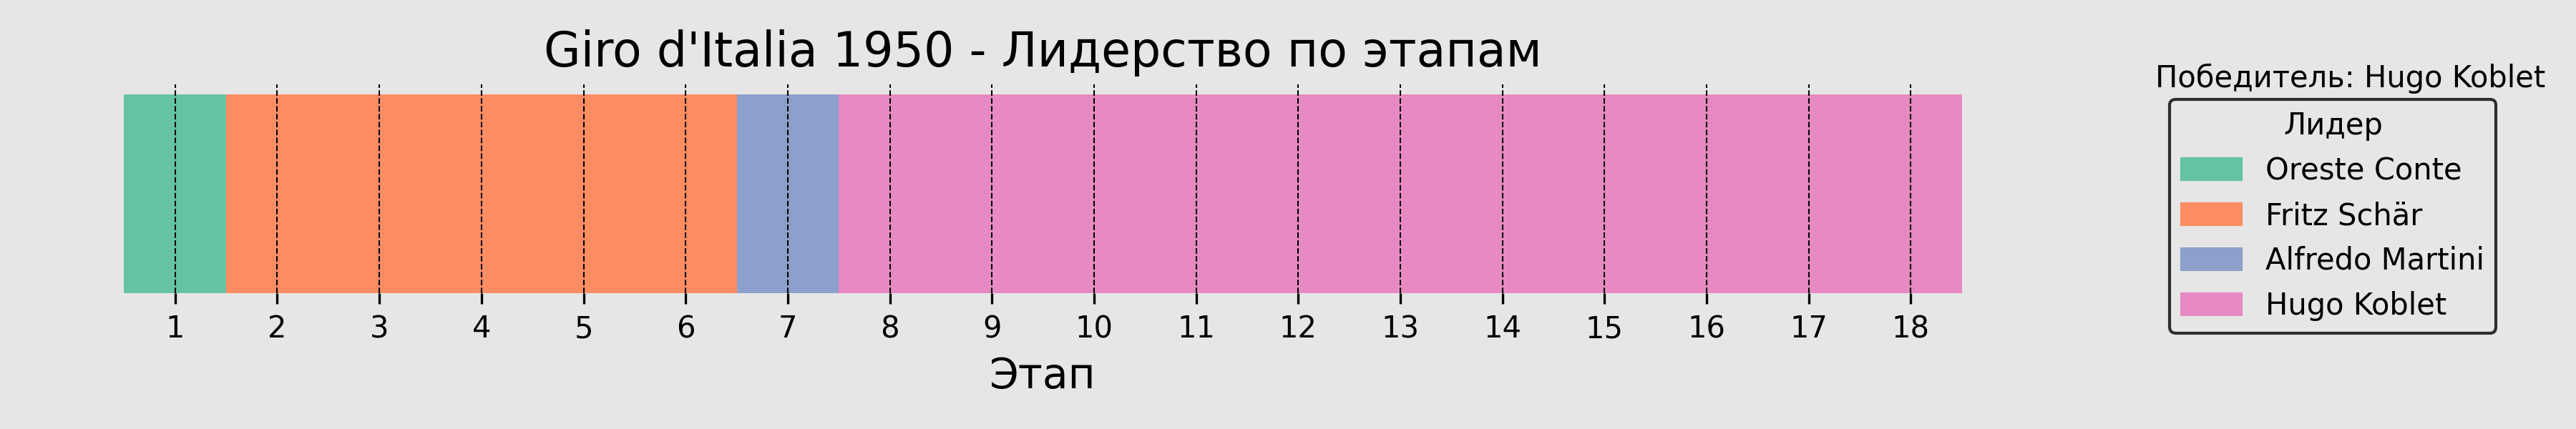 Giro d'Italia 1950 - Лидерство по этапам
1 2 3 4 5 6 7 8 9 10 11 12 13 14 15 16 17 18
Этап
Победитель: Hugo Koblet
Лидер
Oreste Conte
Fritz Schär
Alfredo Martini
Hugo Koblet